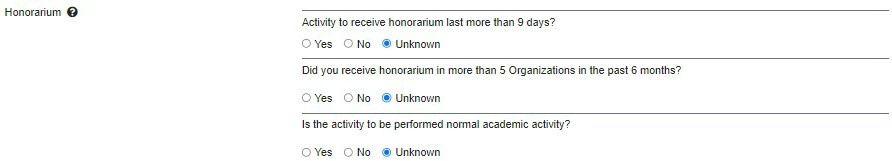 Honorarium ?
Activity to receive honorarium last more than 9 days?
Yes No Unknown
Did you receive honorarium in more than 5 Organizations in the past 6 months?
Yes No Unknown
Is the activity to be performed normal academic activity?
Yes No Unknown